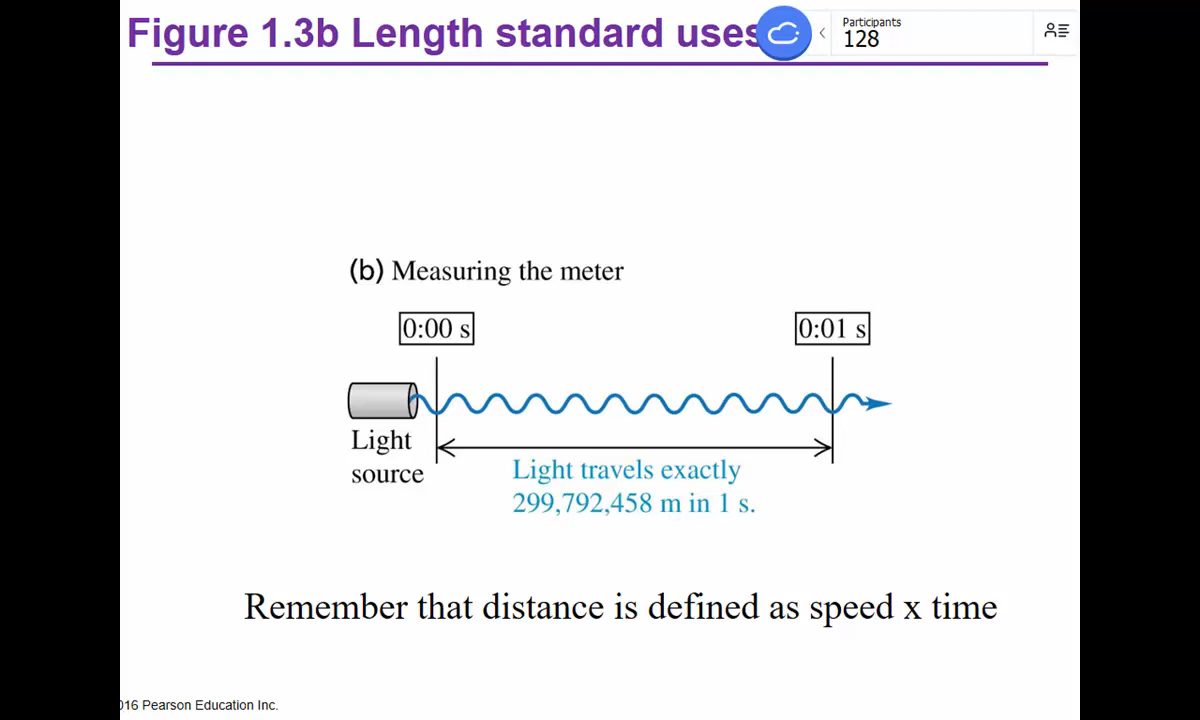 Figure 1.3b Length standard uses
Participants
128
(b) Measuring the meter
0:00 s
0:01 s
Light
source
Light travels exactly
299,792,458 m in 1 s.
Remember that distance is defined as speed x time
16 Pearson Education Inc.